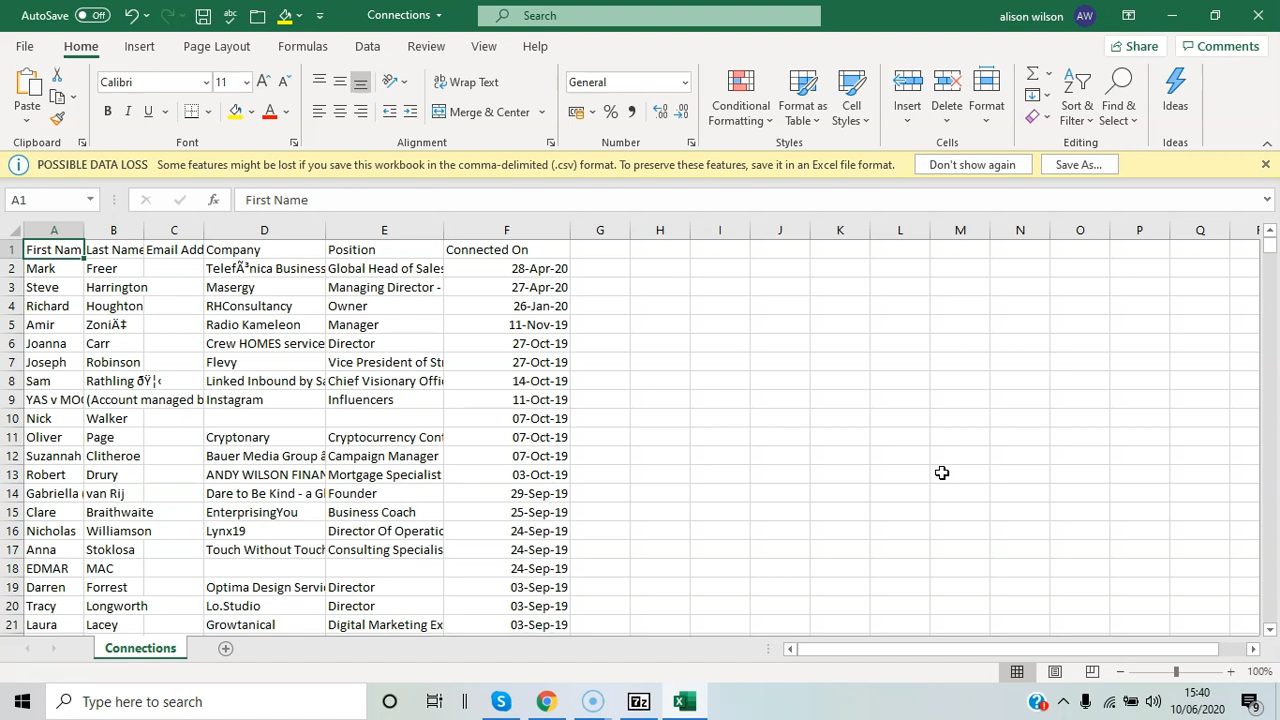 AutoSave Off Connections Search alison wilson AW
File Home Insert Page Layout Formulas Data Review View Help Share Comments
Paste Calibri 11 Wrap Text General Conditional Formatting Format as Table Cell Styles Insert Delete Format Sort & Filter Find & Select Ideas
B I U A Merge & Center %
Clipboard Font Alignment Number Styles Cells Editing Ideas
POSSIBLE DATA LOSS Some features might be lost if you save this workbook in the comma-delimited (.csv) format. To preserve these features, save it in an Excel file format. Don't show again Save As...
A1 fx First Name
A B C D E F G H I J K L M N O P Q
1 First Nam Last Name Email Add Company Position Connected On
2 Mark Freer TelefÃ³nica Business Global Head of Sales 28-Apr-20
3 Steve Harrington Masergy Managing Director - 27-Apr-20
4 Richard Houghton RHConsultancy Owner 26-Jan-20
5 Amir ZoniÄ‡ Radio Kameleon Manager 11-Nov-19
6 Joanna Carr Crew HOMES service Director 27-Oct-19
7 Joseph Robinson Flevy Vice President of Str 27-Oct-19
8 Sam Rathling ðŸ¦‹ Linked Inbound by Sa Chief Visionary Offi 14-Oct-19
9 YAS v MO (Account managed b Instagram Influencers 11-Oct-19
10 Nick Walker 07-Oct-19
11 Oliver Page Cryptonary Cryptocurrency Con 07-Oct-19
12 Suzannah Clitheroe Bauer Media Group â Campaign Manager 07-Oct-19
13 Robert Drury ANDY WILSON FINAN Mortgage Specialist 03-Oct-19
14 Gabriella van Rij Dare to Be Kind - a Gl Founder 29-Sep-19
15 Clare Braithwaite EnterprisingYou Business Coach 25-Sep-19
16 Nicholas Williamson Lynx19 Director Of Operatio 24-Sep-19
17 Anna Stoklosa Touch Without Touch Consulting Specialis 24-Sep-19
18 EDMAR MAC 24-Sep-19
19 Darren Forrest Optima Design Servi Director 03-Sep-19
20 Tracy Longworth Lo.Studio Director 03-Sep-19
21 Laura Lacey Growtanical Digital Marketing Ex 03-Sep-19
Connections
100%
Type here to search 15:40
10/06/2020 9